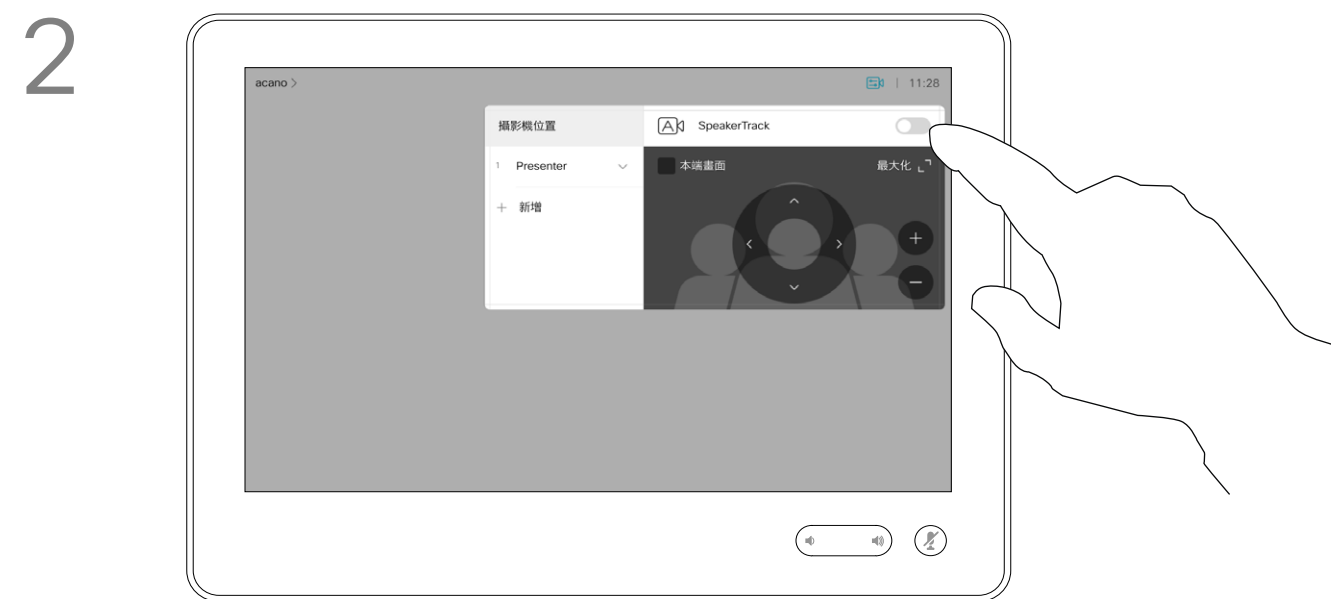 2
acano >
11:28
攝影機位置
A SpeakerTrack
1 Presenter
本端畫面
最大化
+ 新增